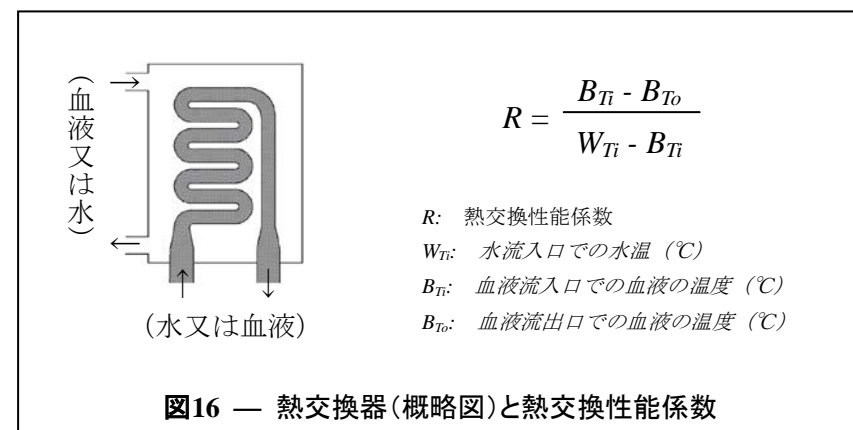 (血液又は水)
(水又は血液)
R = (B_Ti - B_To) / (W_Ti - B_Ti)
R: 熱交換性能係数
W_Ti: 水流入口での水温（℃）
B_Ti: 血液流入口での血液の温度（℃）
B_To: 血液流出口での血液の温度（℃）
図16 — 熱交換器(概略図)と熱交換性能係数